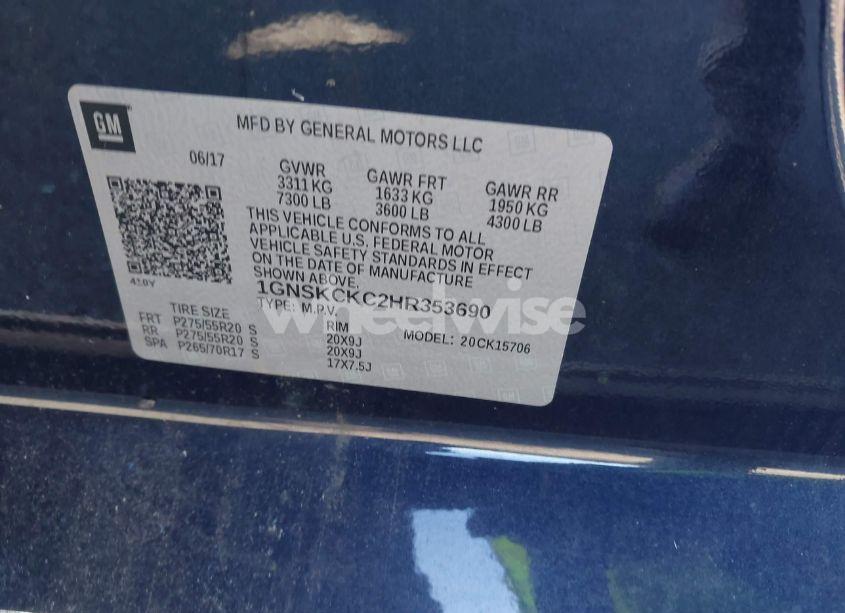 GM
MFD BY GENERAL MOTORS LLC
06/17
GVWR
3311 KG
7300 LB
GAWR FRT
1633 KG
3600 LB
GAWR RR
1950 KG
4300 LB
THIS VEHICLE CONFORMS TO ALL
APPLICABLE U.S. FEDERAL MOTOR
VEHICLE SAFETY STANDARDS IN EFFECT
ON THE DATE OF MANUFACTURE
SHOWN ABOVE.
410Y
1GNSKCKC2HR353690
TYPE: M.P.V.
MODEL: 20CK15706
TIRE SIZE RIM
FRT P275/55R20 S 20X9J
RR P275/55R20 S 20X9J
SPA P265/70R17 S 17X7.5J
wheelwise